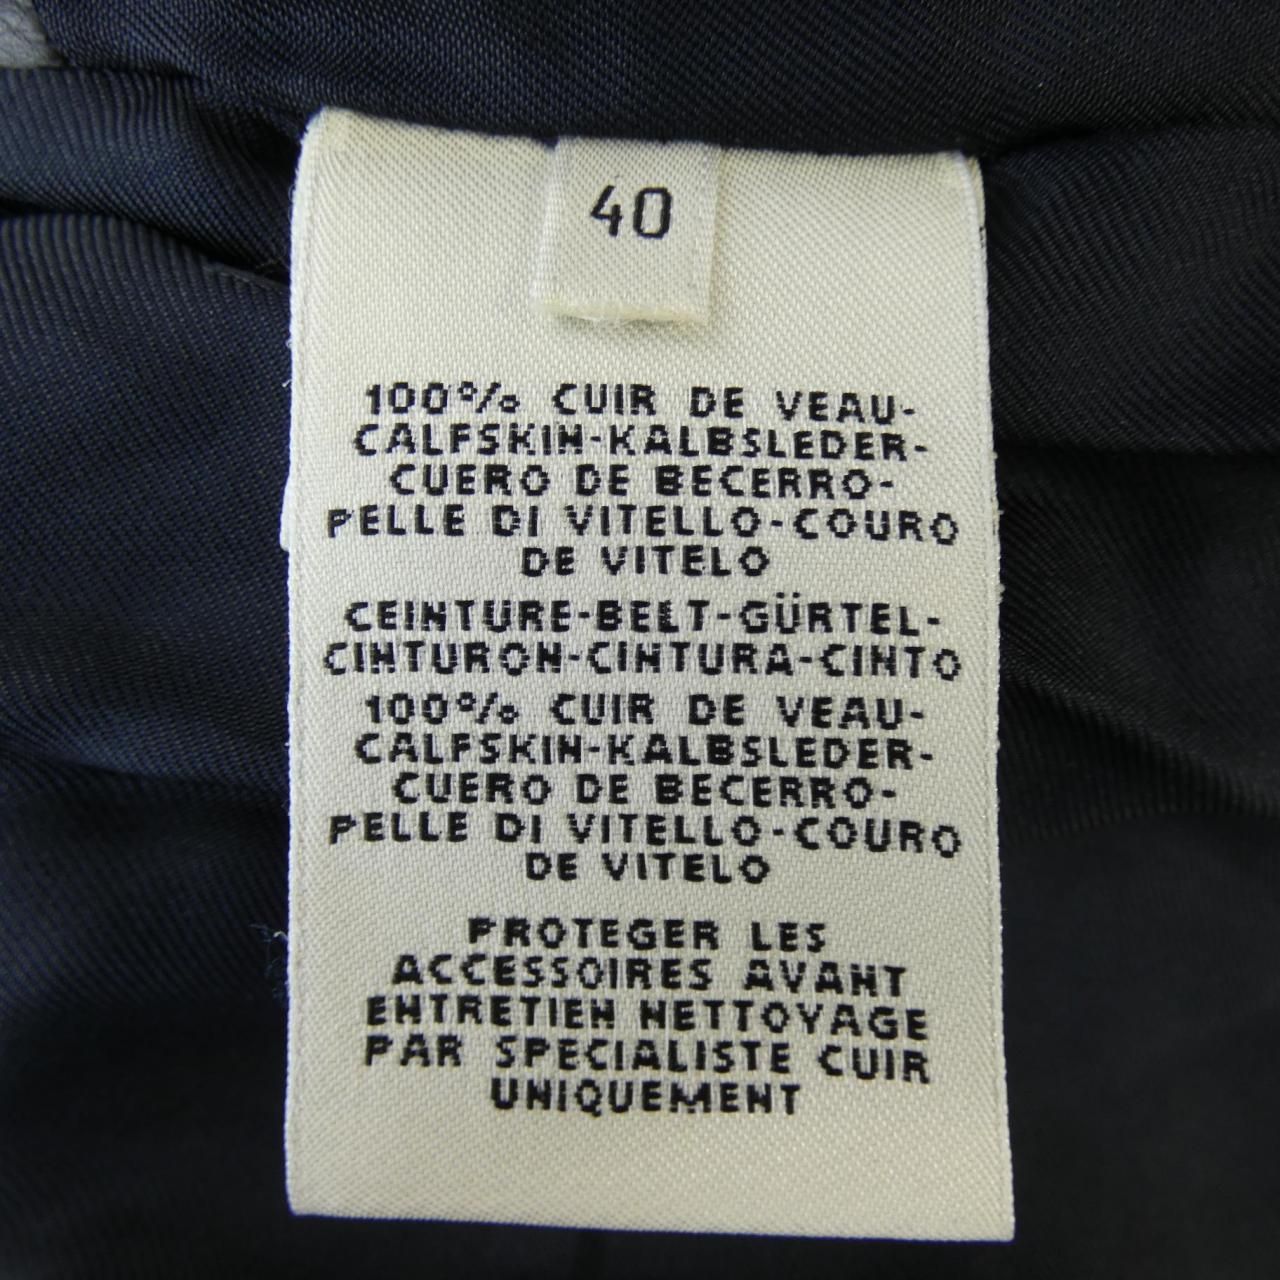 40
100% CUIR DE VEAU-
CALFSKIN-KALBSLEDER-
CUERO DE BECERRO-
PELLE DI VITELLO-COURO
DE VITELO
CEINTURE-BELT-GÜRTEL-
CINTURON-CINTURA-CINTO
100% CUIR DE VEAU-
CALFSKIN-KALBSLEDER-
CUERO DE BECERRO-
PELLE DI VITELLO-COURO
DE VITELO
PROTEGER LES
ACCESSOIRES AVANT
ENTRETIEN NETTOYAGE
PAR SPECIALISTE CUIR
UNIQUEMENT